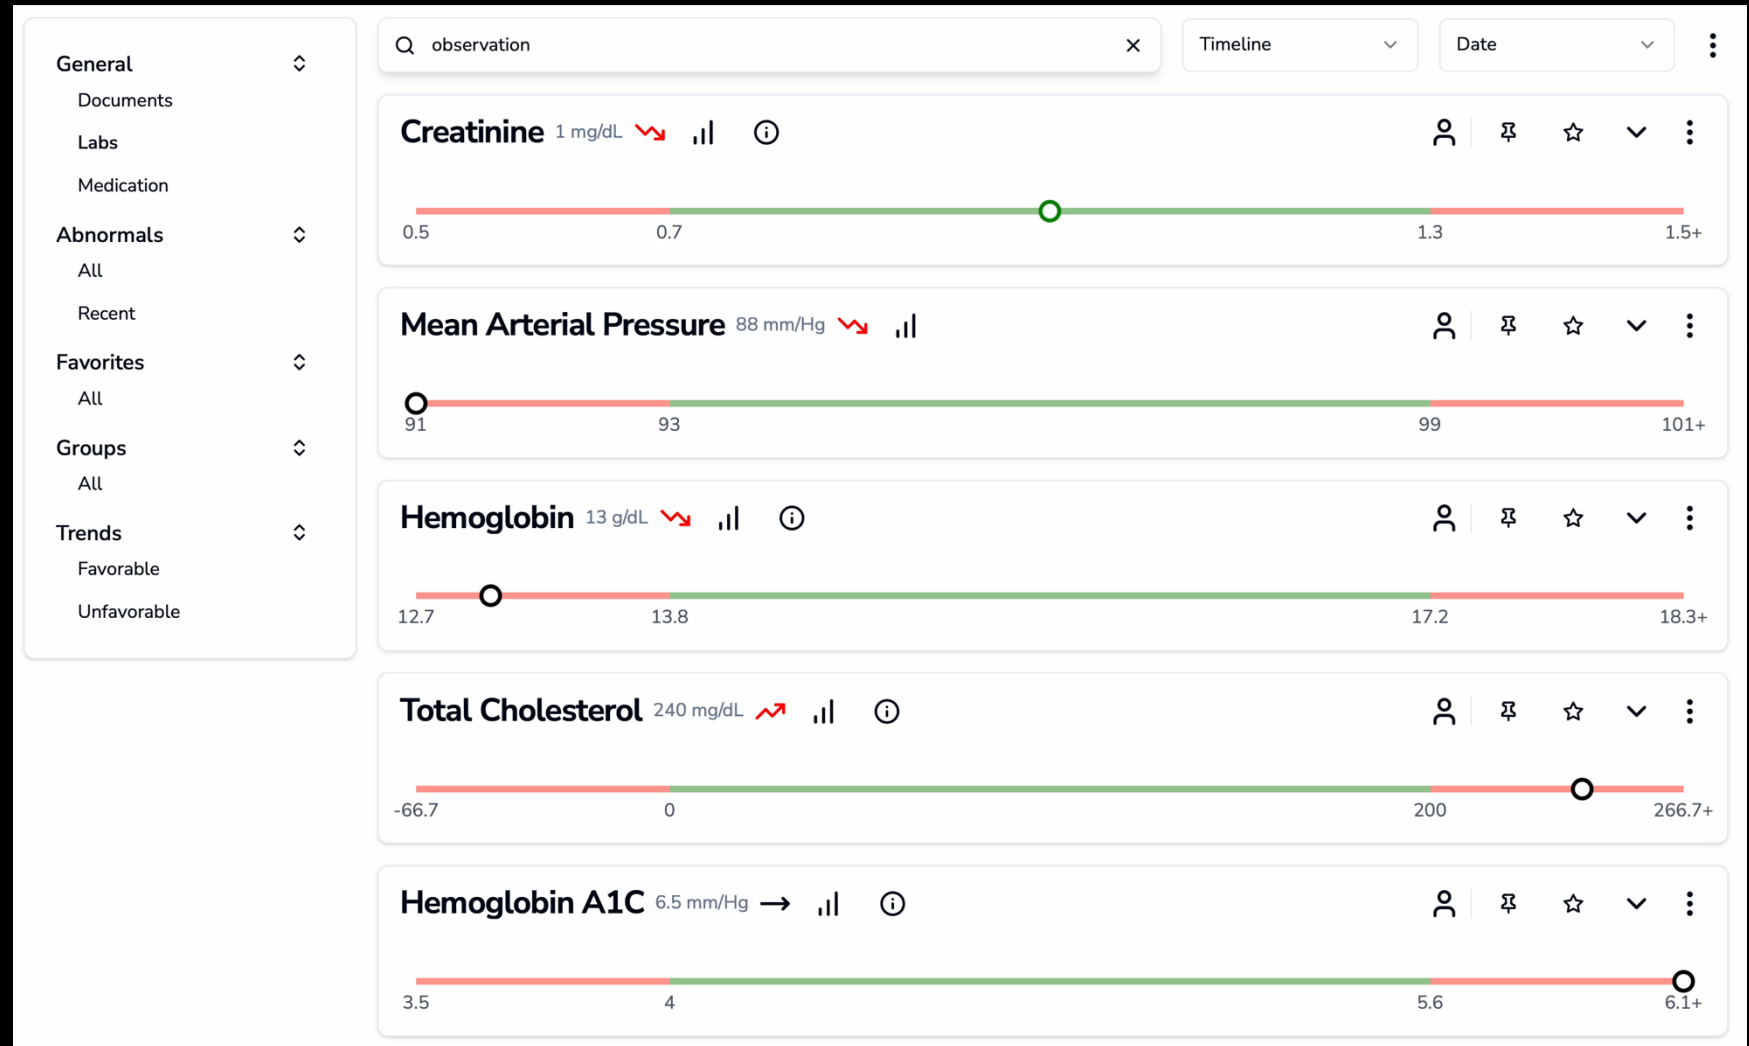 General
Documents
Labs
Medication
Abnormals
All
Recent
Favorites
All
Groups
All
Trends
Favorable
Unfavorable
observation
Timeline
Date
Creatinine 1 mg/dL
0.5 0.7 1.3 1.5+
Mean Arterial Pressure 88 mm/Hg
91 93 99 101+
Hemoglobin 13 g/dL
12.7 13.8 17.2 18.3+
Total Cholesterol 240 mg/dL
-66.7 0 200 266.7+
Hemoglobin A1C 6.5 mm/Hg
3.5 4 5.6 6.1+